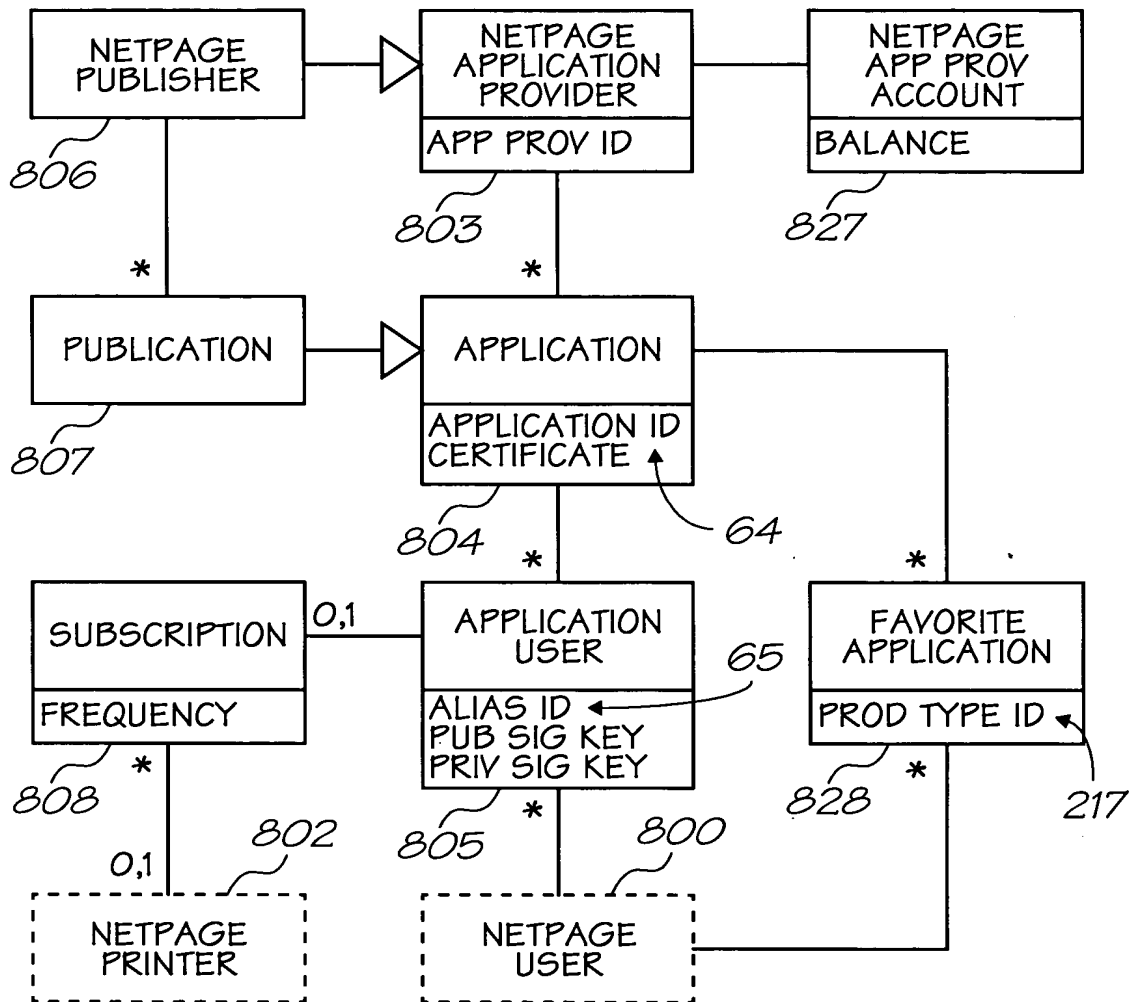 NETPAGE
PUBLISHER
NETPAGE
APPLICATION
PROVIDER
NETPAGE
APP PROV
ACCOUNT
APP PROV ID
BALANCE
806
803
827
*
*
PUBLICATION
APPLICATION
APPLICATION ID
CERTIFICATE
807
804
64
*
*
SUBSCRIPTION
0,1
APPLICATION
USER
FAVORITE
APPLICATION
65
FREQUENCY
ALIAS ID
PUB SIG KEY
PRIV SIG KEY
PROD TYPE ID
808
*
805
*
828
*
217
802
800
0,1
NETPAGE
PRINTER
NETPAGE
USER